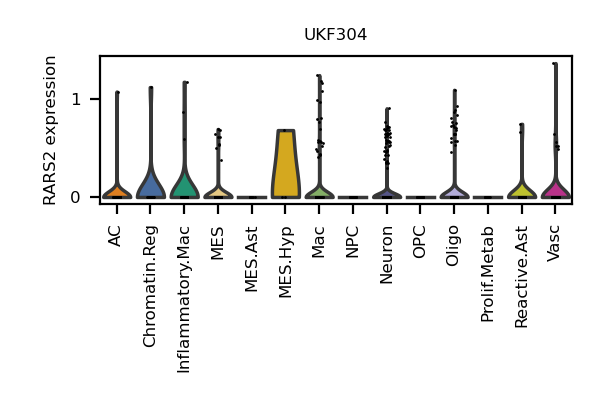 UKF304
RARS2 expression
1
0
AC
Chromatin.Reg
Inflammatory.Mac
MES
MES.Ast
MES.Hyp
Mac
NPC
Neuron
OPC
Oligo
Prolif.Metab
Reactive.Ast
Vasc